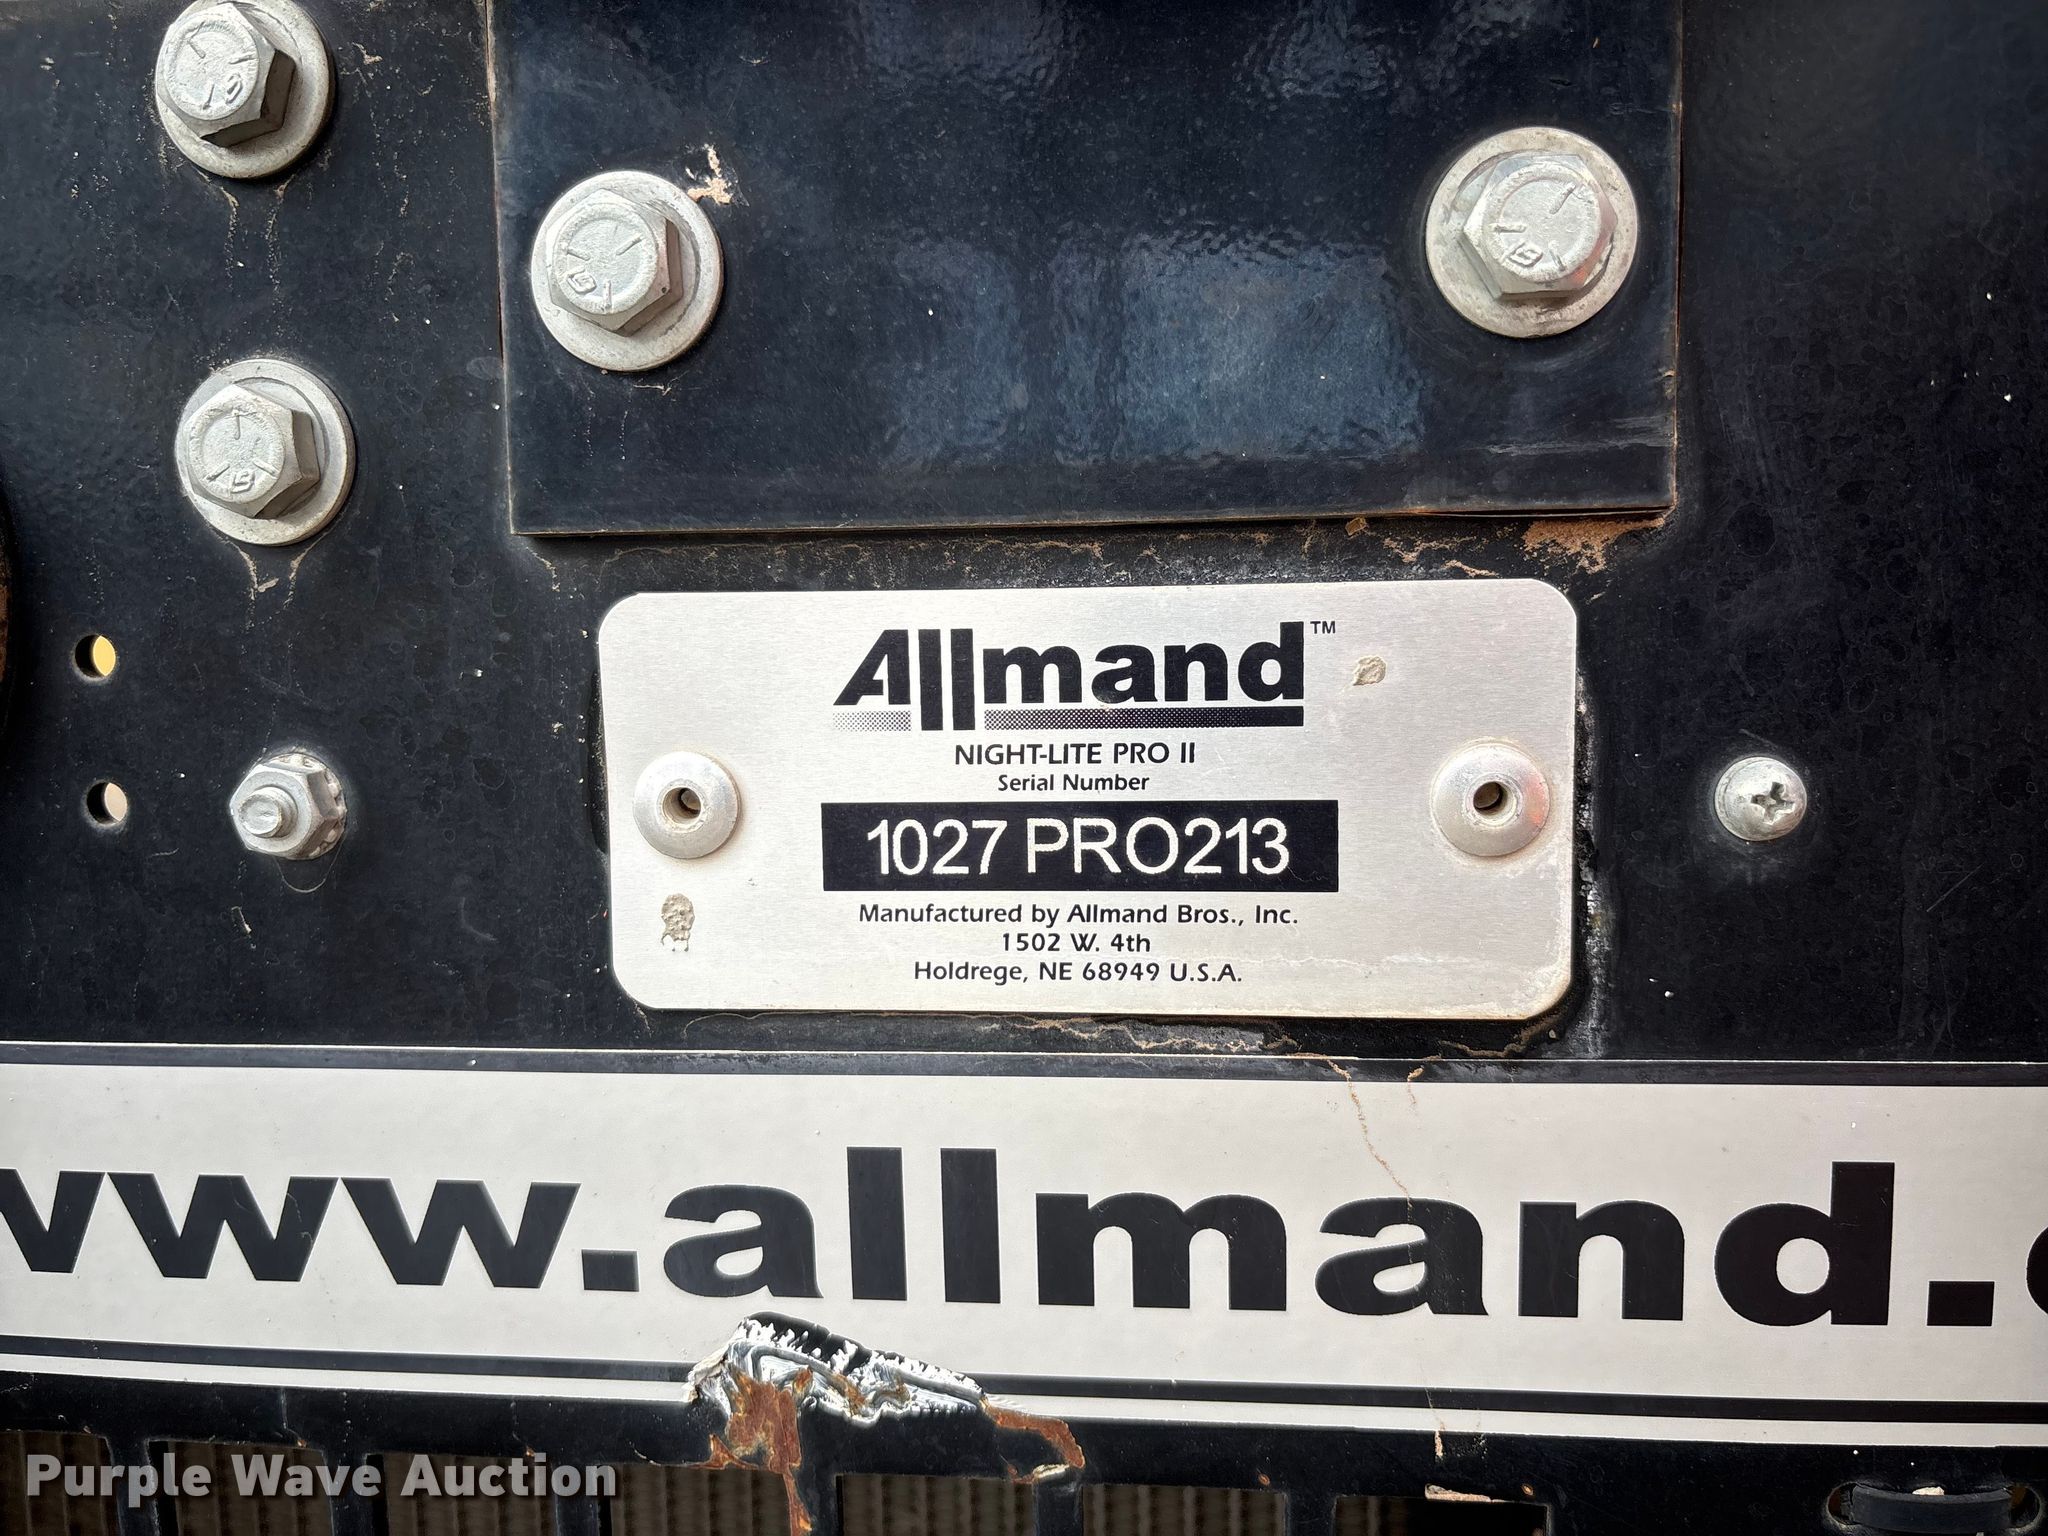 Allmand™
NIGHT-LITE PRO II
Serial Number
1027 PRO213
Manufactured by Allmand Bros., Inc.
1502 W. 4th
Holdrege, NE 68949 U.S.A.
www.allmand.
Purple Wave Auction